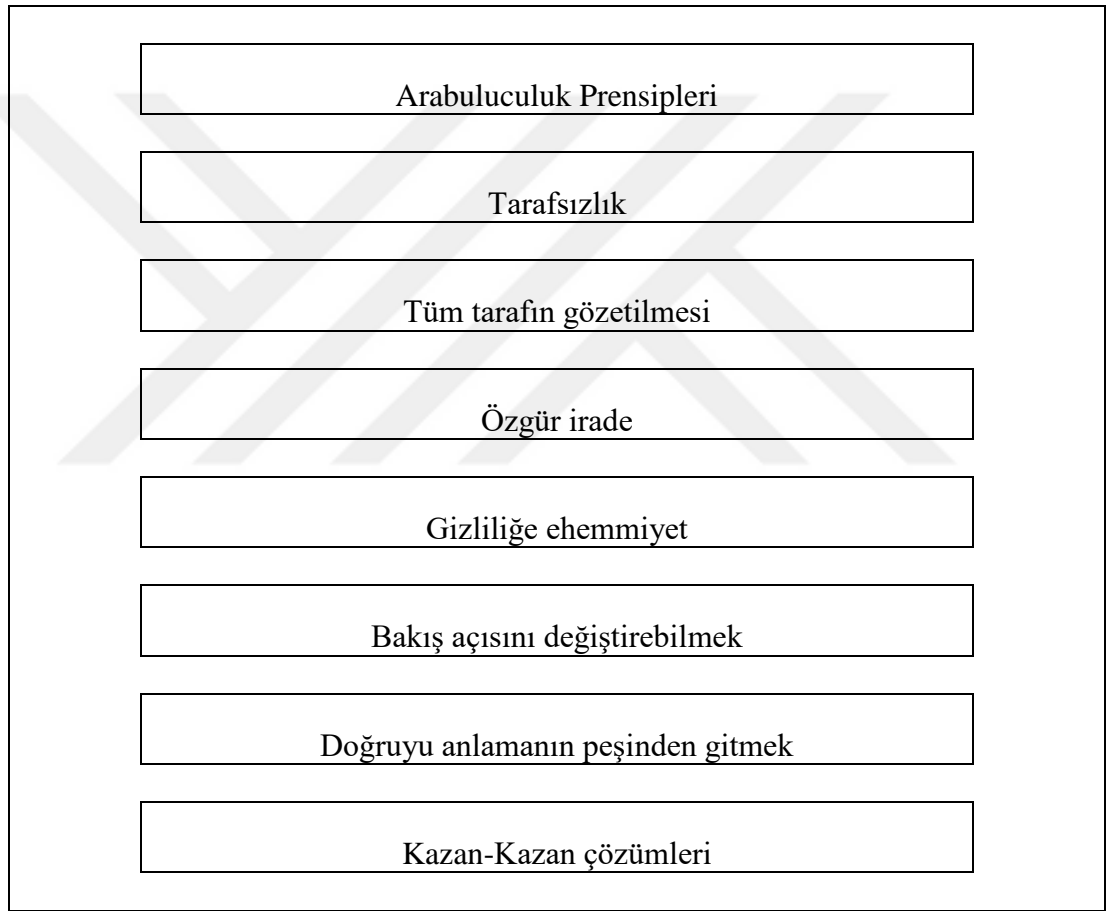 Arabuluculuk Prensipleri
Tarafsızlık
Tüm tarafın gözetilmesi
Özgür irade
Gizliliğe ehemmiyet
Bakış açısını değiştirebilmek
Doğruyu anlamanın peşinden gitmek
Kazan-Kazan çözümleri